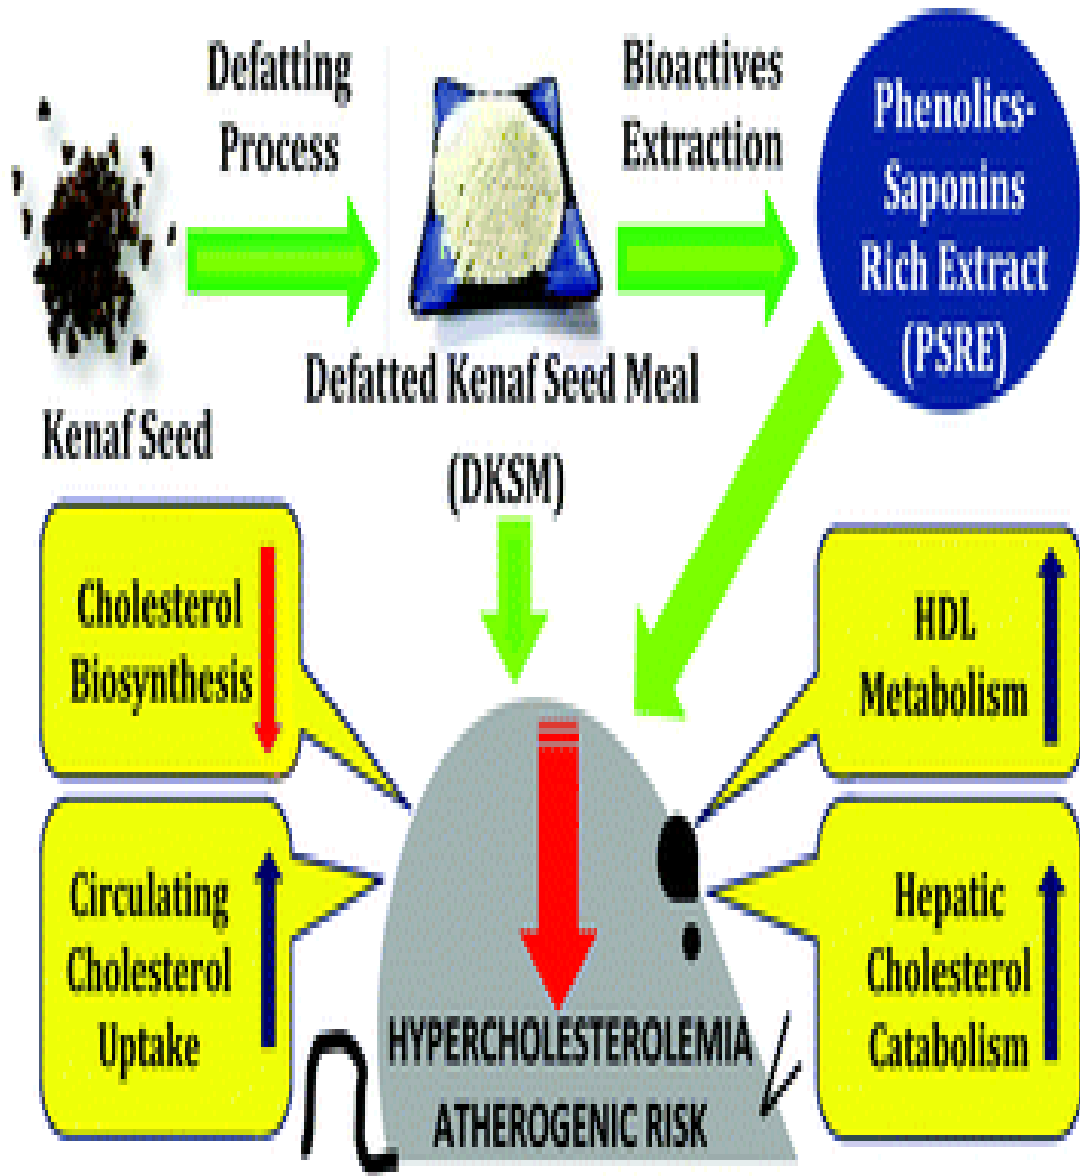 Defatting
Process
Bioactives
Extraction
Phenolics-
Saponins
Rich Extract
(PSRE)
Kenaf Seed
Defatted Kenaf Seed Meal
(DKSM)
Cholesterol
Biosynthesis
HDL
Metabolism
Circulating
Cholesterol
Uptake
Hepatic
Cholesterol
Catabolism
HYPERCHOLESTEROLEMIA
ATHEROGENIC RISK